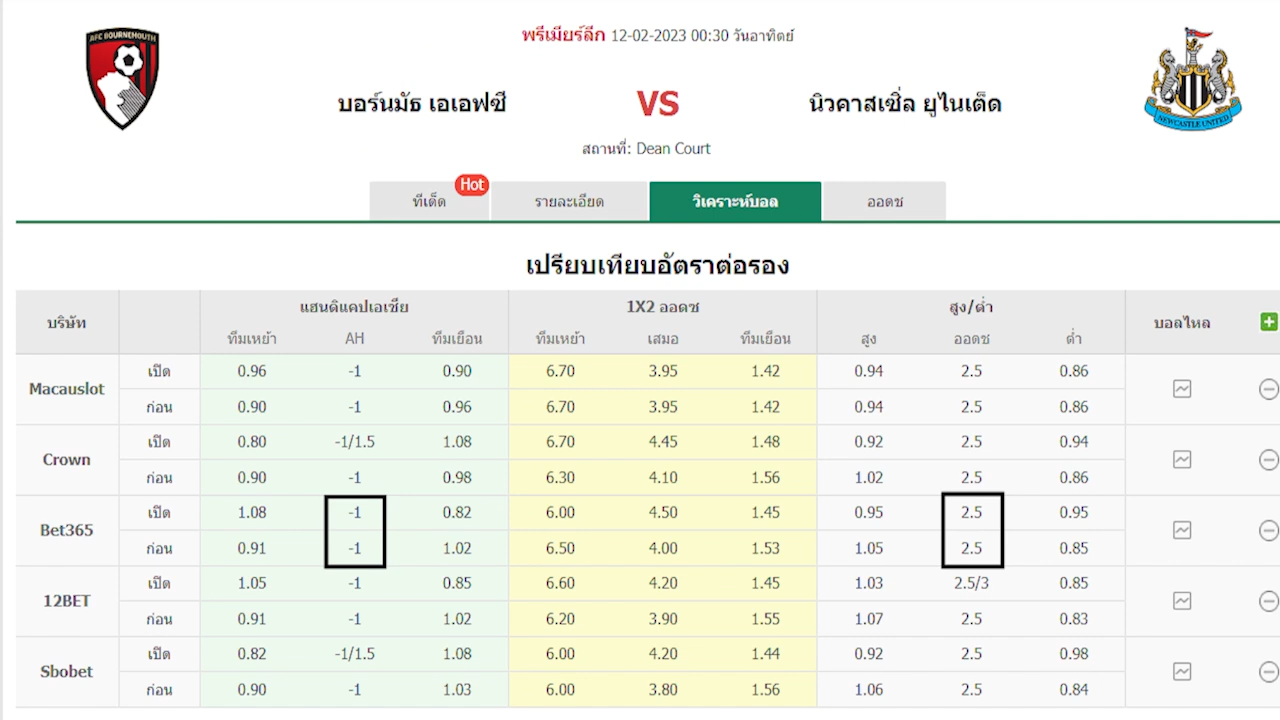 AFC BOURNEMOUTH
พรีเมียร์ลีก 12-02-2023 00:30 วันอาทิตย์
บอร์นมัธ เอเอฟซี VS นิวคาสเซิ่ล ยูไนเต็ด
NEWCASTLE UNITED
สถานที่: Dean Court
Hot
ทีเด็ด รายละเอียด วิเคราะห์บอล ออดซ
เปรียบเทียบอัตราต่อรอง
บริษัท แฮนดิแคปเอเชีย 1X2 ออดซ สูง/ต่ำ บอลไหล
ทีมเหย้า AH ทีมเยือน ทีมเหย้า เสมอ ทีมเยือน สูง ออดซ ต่ำ
Macauslot
เปิด 0.96 -1 0.90 6.70 3.95 1.42 0.94 2.5 0.86
ก่อน 0.90 -1 0.96 6.70 3.95 1.42 0.94 2.5 0.86
Crown
เปิด 0.80 -1/1.5 1.08 6.70 4.45 1.48 0.92 2.5 0.94
ก่อน 0.90 -1 0.98 6.30 4.10 1.56 1.02 2.5 0.86
Bet365
เปิด 1.08 -1 0.82 6.00 4.50 1.45 0.95 2.5 0.95
ก่อน 0.91 -1 1.02 6.50 4.00 1.53 1.05 2.5 0.85
12BET
เปิด 1.05 -1 0.85 6.60 4.20 1.45 1.03 2.5/3 0.85
ก่อน 0.91 -1 1.02 6.20 3.90 1.55 1.07 2.5 0.83
Sbobet
เปิด 0.82 -1/1.5 1.08 6.00 4.20 1.44 0.92 2.5 0.98
ก่อน 0.90 -1 1.03 6.00 3.80 1.56 1.06 2.5 0.84